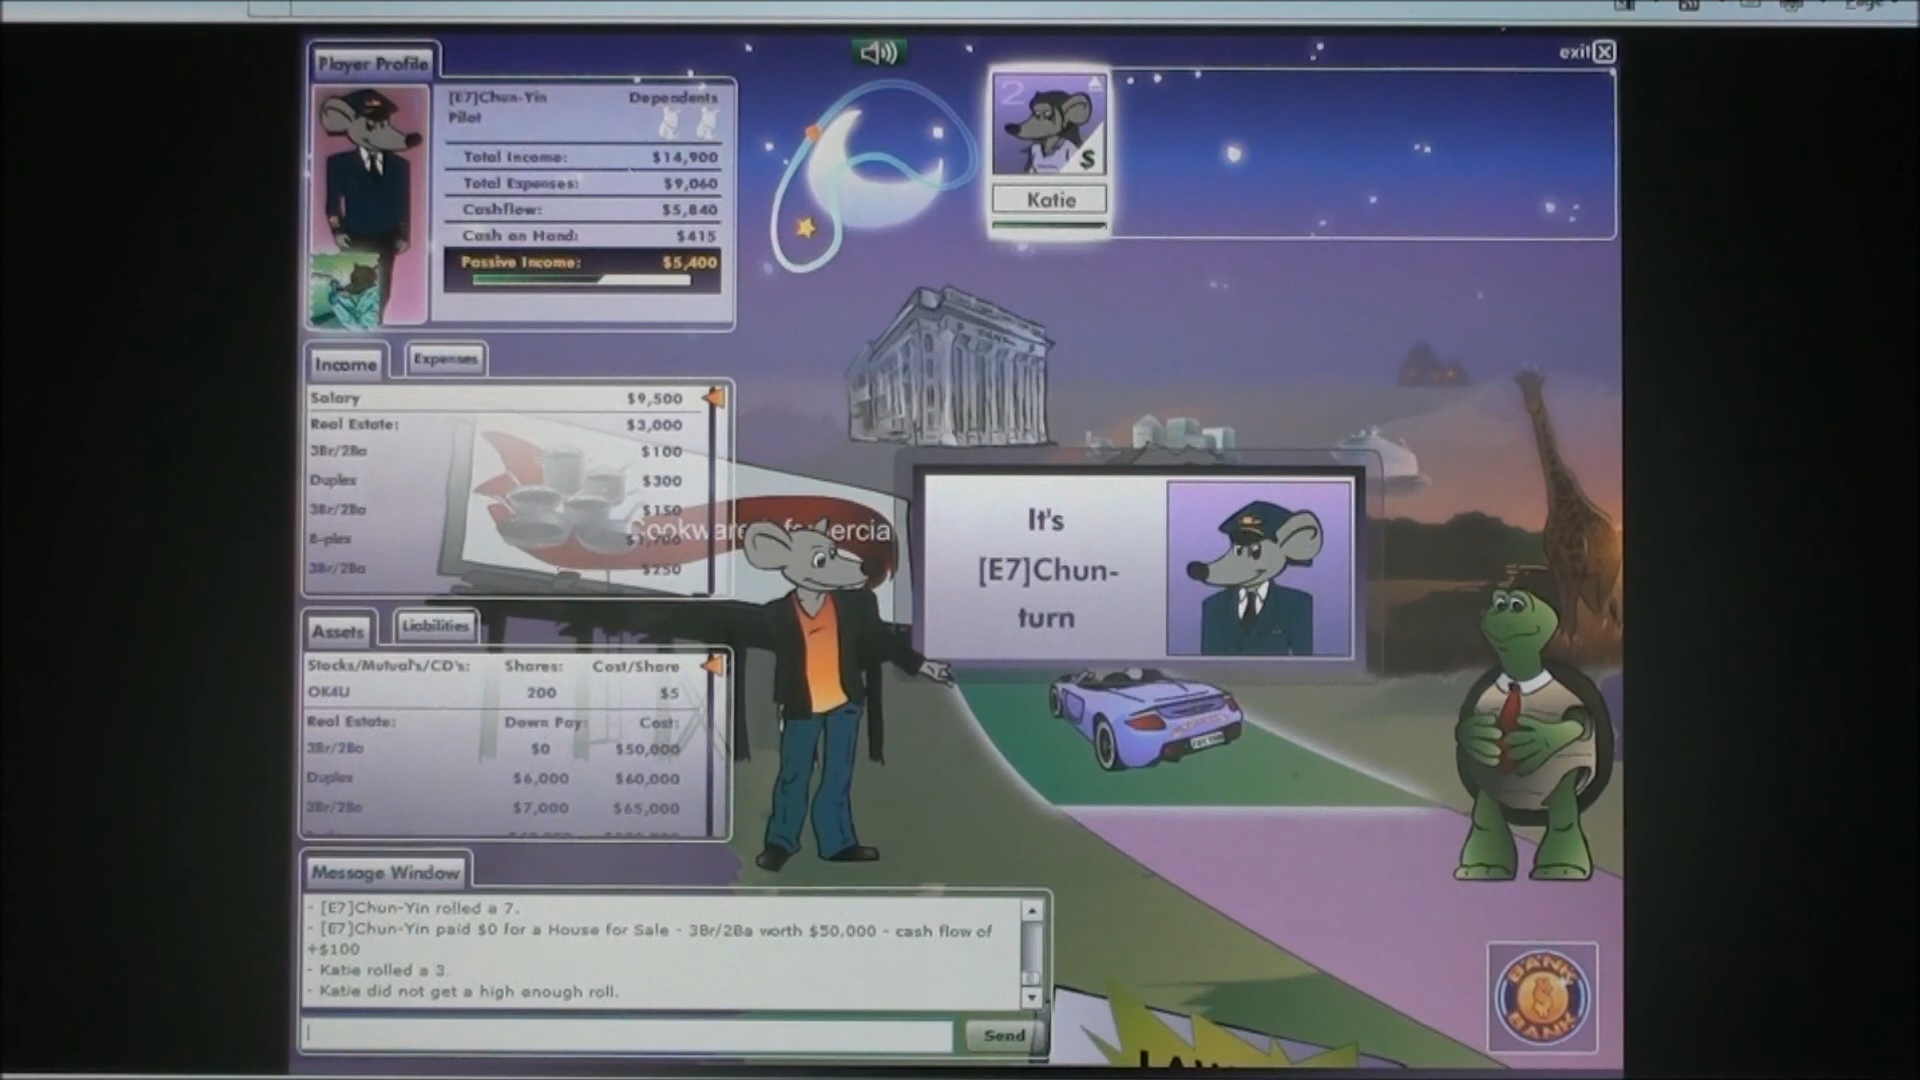 Page
exit
Player Profile
[E7]Chun-Yin
Pilot
Dependents
Total Income: $14,900
Total Expenses: $9,060
Cashflow: $5,840
Cash on Hand: $415
Passive Income: $5,400
2
$
Katie
Income
Expenses
Salary $9,500
Real Estate: $3,000
3Br/2Ba $100
Duplex $300
3Br/2Ba $150
8-plex $1,700
3Br/2Ba $250
It's
[E7]Chun-
turn
Assets
Liabilities
Stocks/Mutual's/CD's: Shares: Cost/Share
OK4U 200 $5
Real Estate: Down Pay: Cost:
3Br/2Ba $0 $50,000
Duplex $6,000 $60,000
3Br/2Ba $7,000 $65,000
Message Window
- [E7]Chun-Yin rolled a 7.
- [E7]Chun-Yin paid $0 for a House for Sale - 3Br/2Ba worth $50,000 - cash flow of
+$100
- Katie rolled a 3.
- Katie did not get a high enough roll.
Send
BANK
$
BANK